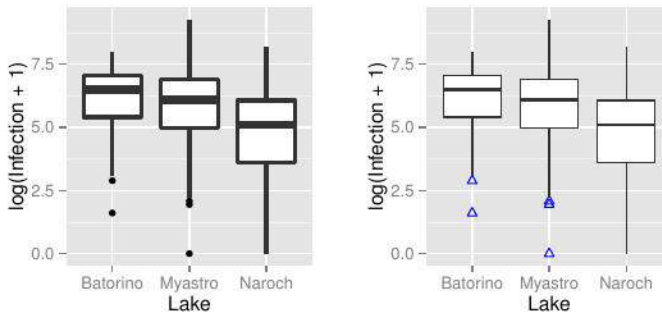 log(Infection + 1)
7.5
5.0
2.5
0.0
Batorino Myastro Naroch
Lake
log(Infection + 1)
7.5
5.0
2.5
0.0
Batorino Myastro Naroch
Lake